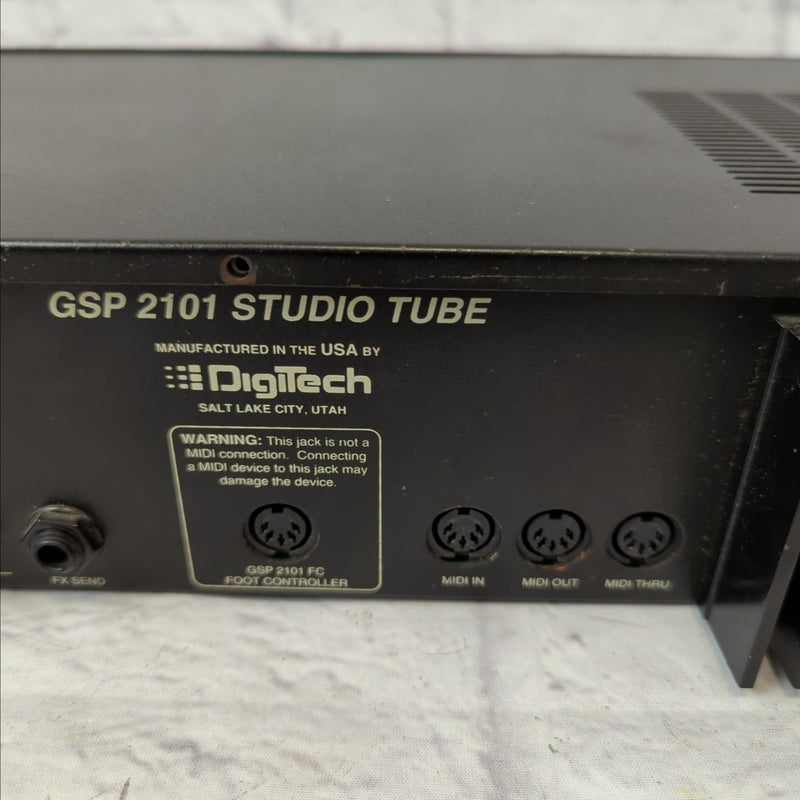 GSP 2101 STUDIO TUBE
MANUFACTURED IN THE USA BY
DigiTech
SALT LAKE CITY, UTAH
WARNING: This jack is not a
MIDI connection. Connecting
a MIDI device to this jack may
damage the device.
GSP 2101 FC
FOOT CONTROLLER
FX SEND
MIDI IN
MIDI OUT
MIDI THRU